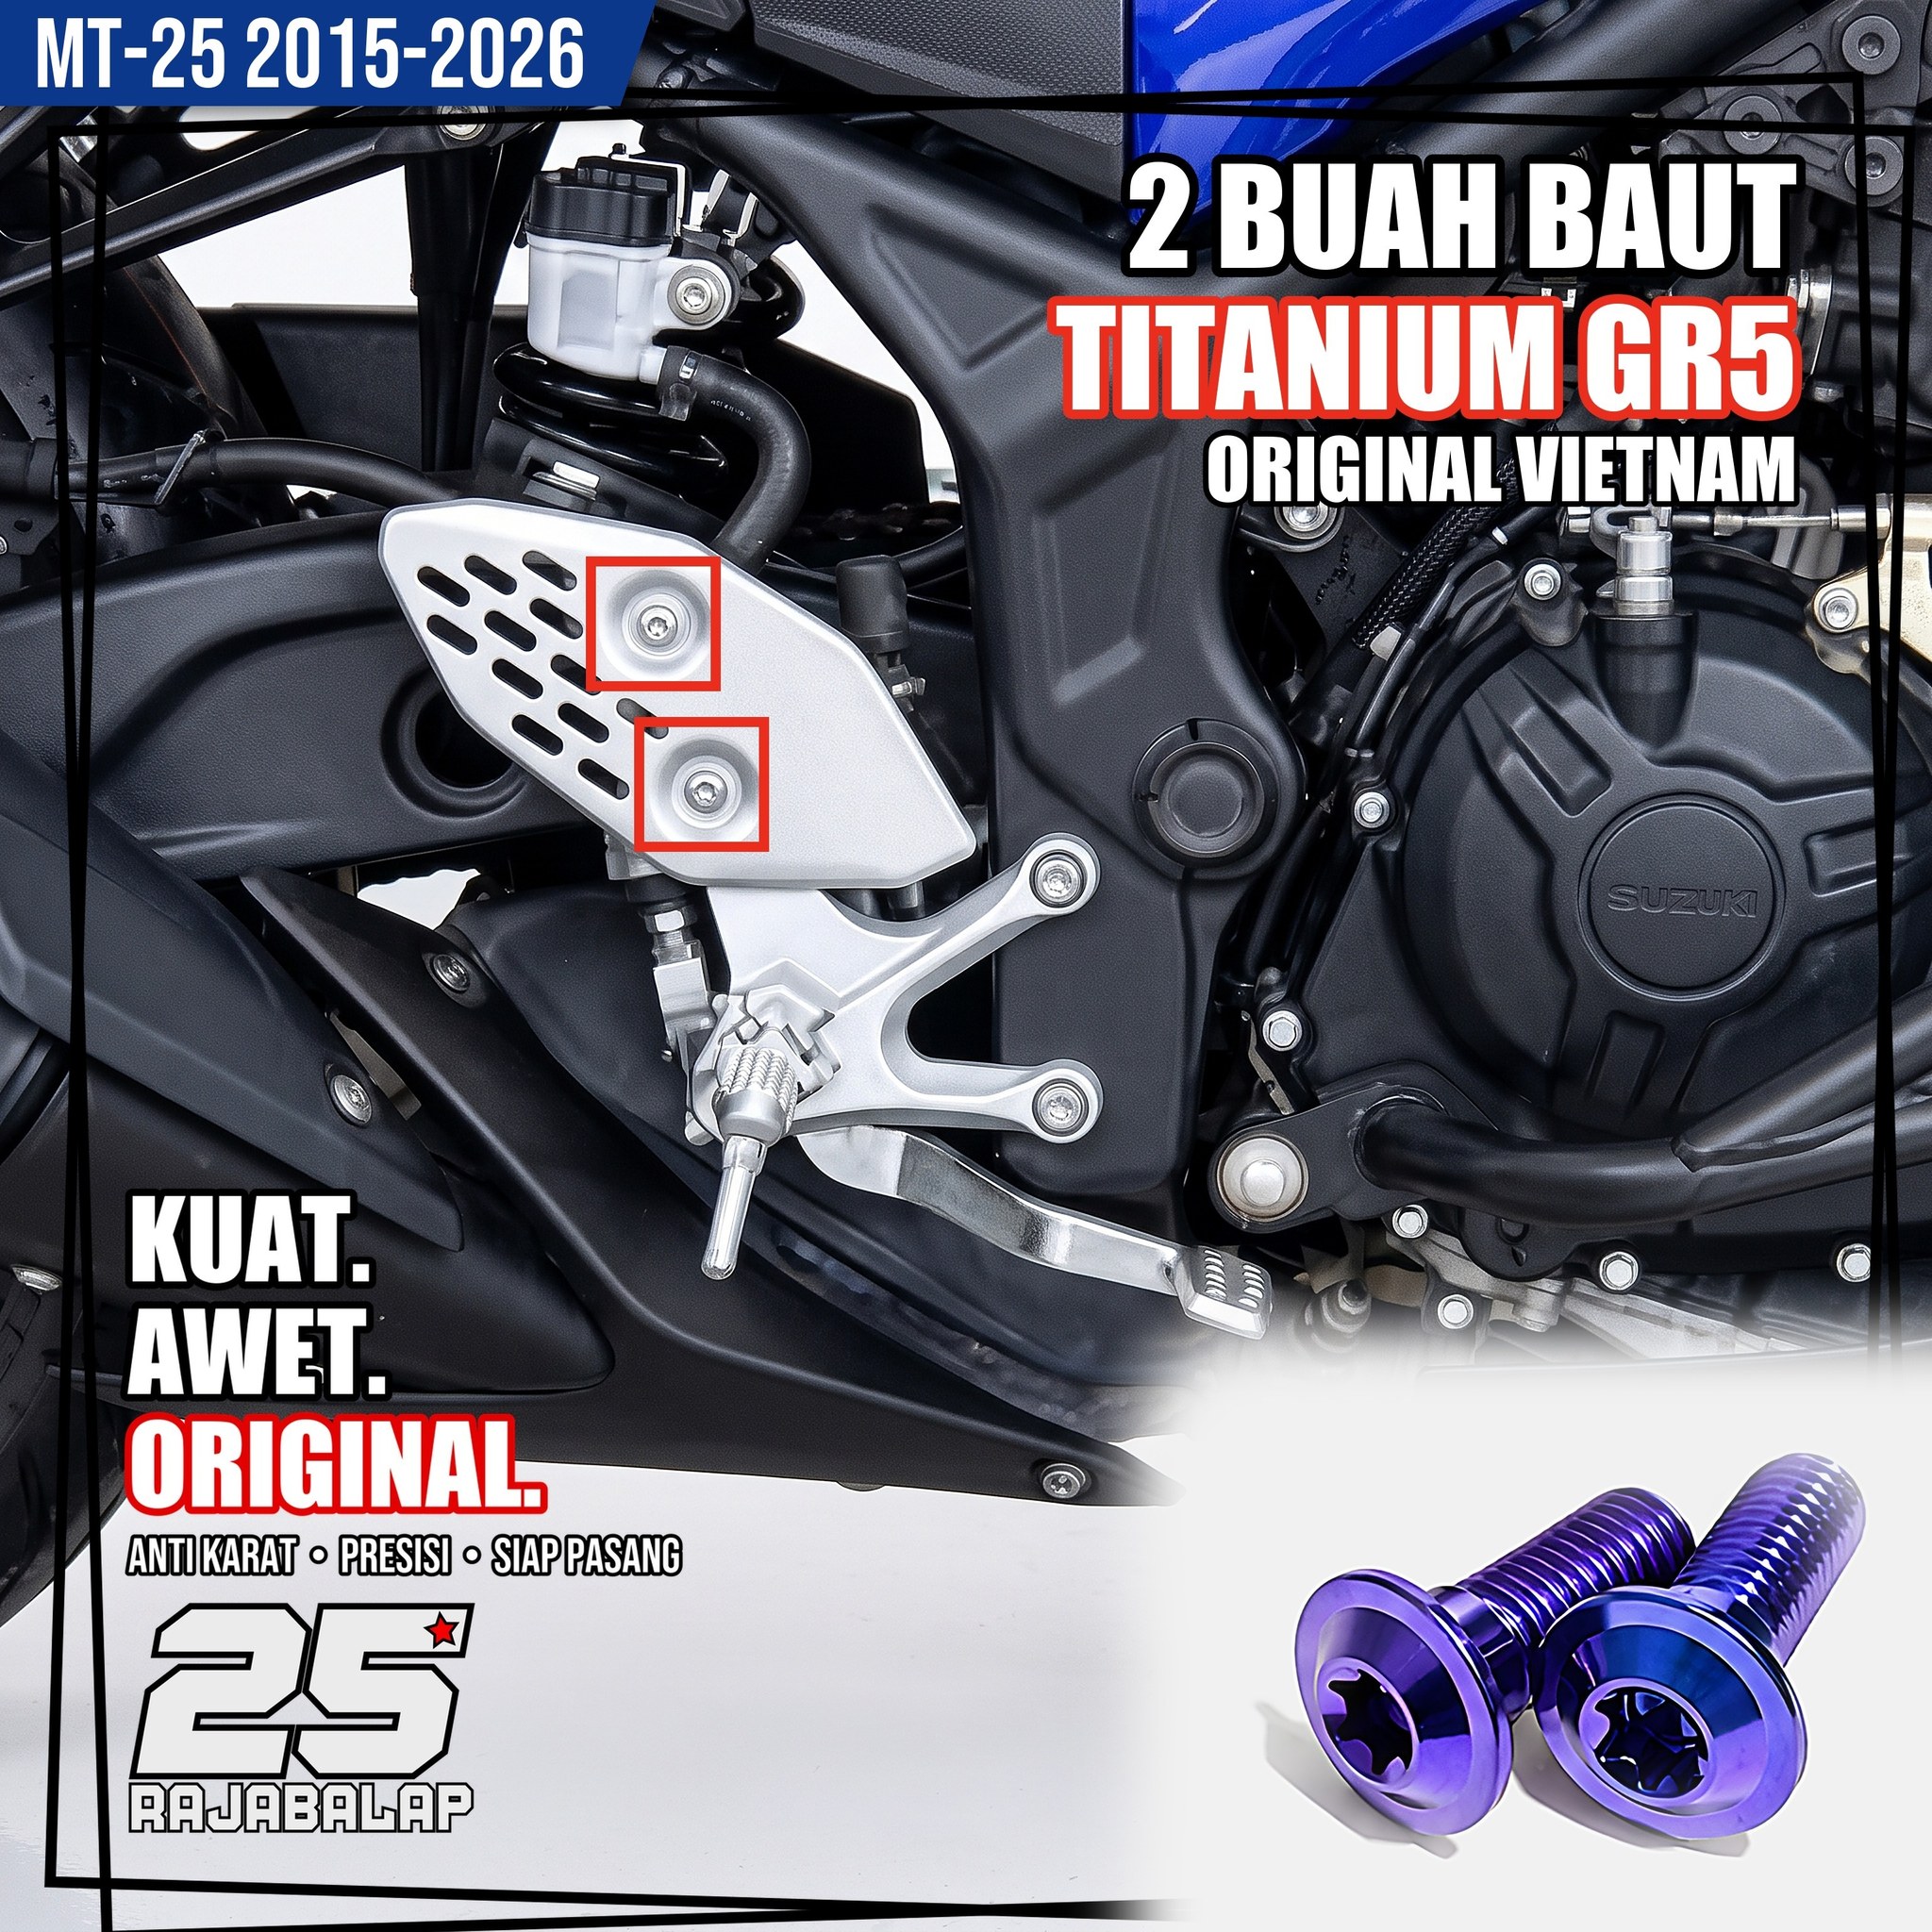 MT-25 2015-2026
2 BUAH BAUT
TITANIUM GR5
ORIGINAL VIETNAM
SUZUKI
KUAT.
AWET.
ORIGINAL.
ANTI KARAT • PRESISI • SIAP PASANG
25
RAJABALAP